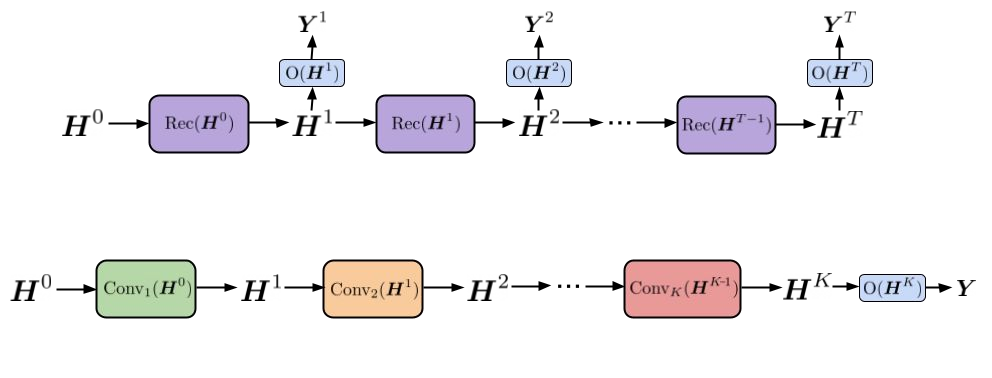 Y^1 Y^2 Y^T
O(H^1) O(H^2) O(H^T)
H^0 Rec(H^0) H^1 Rec(H^1) H^2 ... Rec(H^{T-1}) H^T
H^0 Conv_1(H^0) H^1 Conv_2(H^1) H^2 ... Conv_K(H^{K-1}) H^K O(H^K) Y